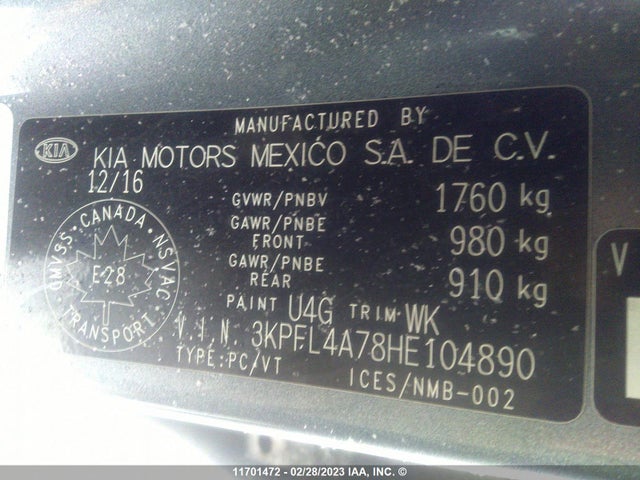 MANUFACTURED BY
KIA KIA MOTORS MEXICO S.A. DE C.V.
12/16
GVWR/PNBV 1760 kg
GAWR/PNBE FRONT 980 kg
GAWR/PNBE REAR 910 kg
CMVSS · CANADA · NSVAC
E28
TRANSPORT
PAINT U4G TRIM WK
VIN 3KPFL4A78HE104890
TYPE:PC/VT
ICES/NMB-002
V
11701472 - 02/28/2023 IAA, INC. ©